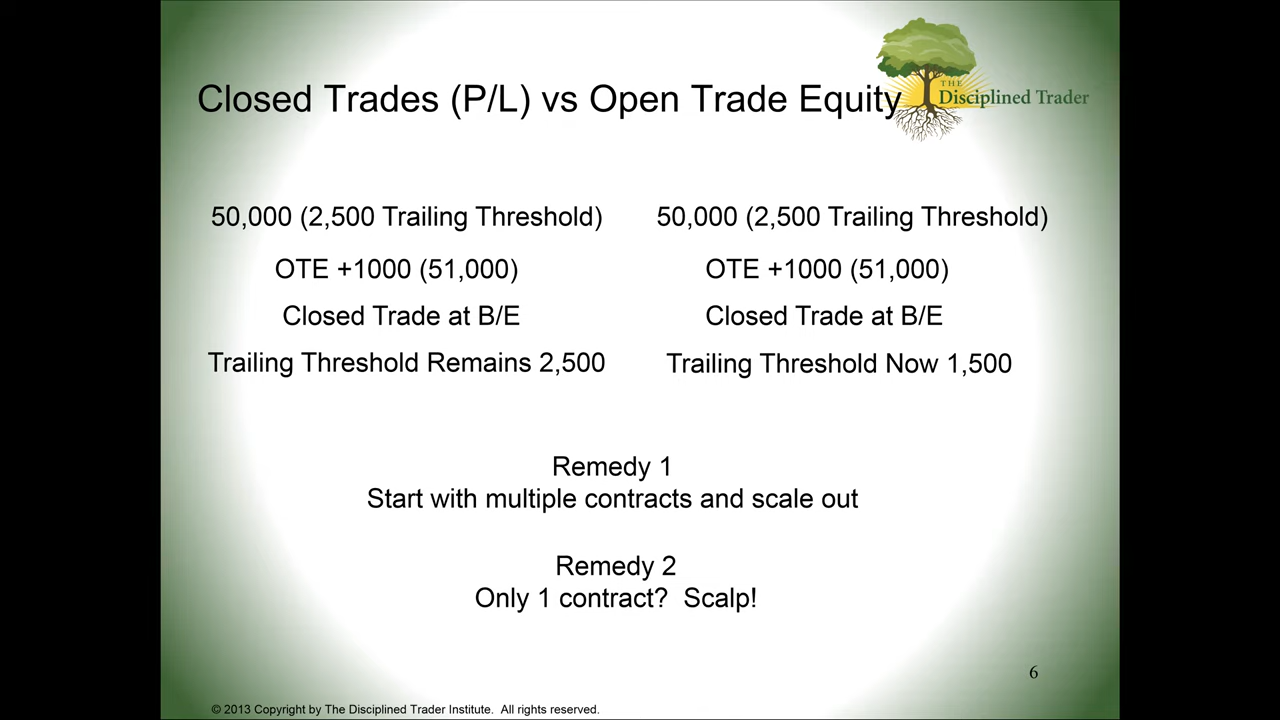 Closed Trades (P/L) vs Open Trade Equity
THE
Disciplined Trader
50,000 (2,500 Trailing Threshold)
OTE +1000 (51,000)
Closed Trade at B/E
Trailing Threshold Remains 2,500
50,000 (2,500 Trailing Threshold)
OTE +1000 (51,000)
Closed Trade at B/E
Trailing Threshold Now 1,500
Remedy 1
Start with multiple contracts and scale out
Remedy 2
Only 1 contract?  Scalp!
6
© 2013 Copyright by The Disciplined Trader Institute.  All rights reserved.